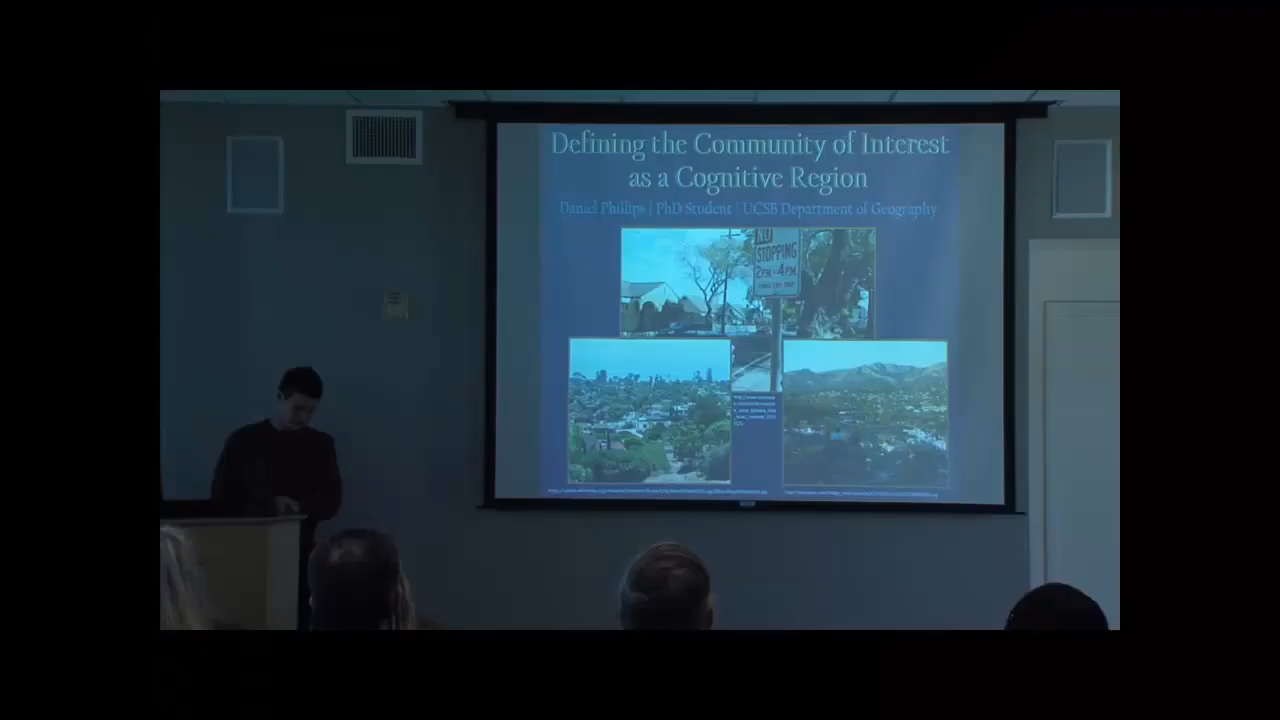 Defining the Community of Interest
as a Cognitive Region
Daniel Phillips | PhD Student | UCSB Department of Geography
NO
STOPPING
2PM-4PM